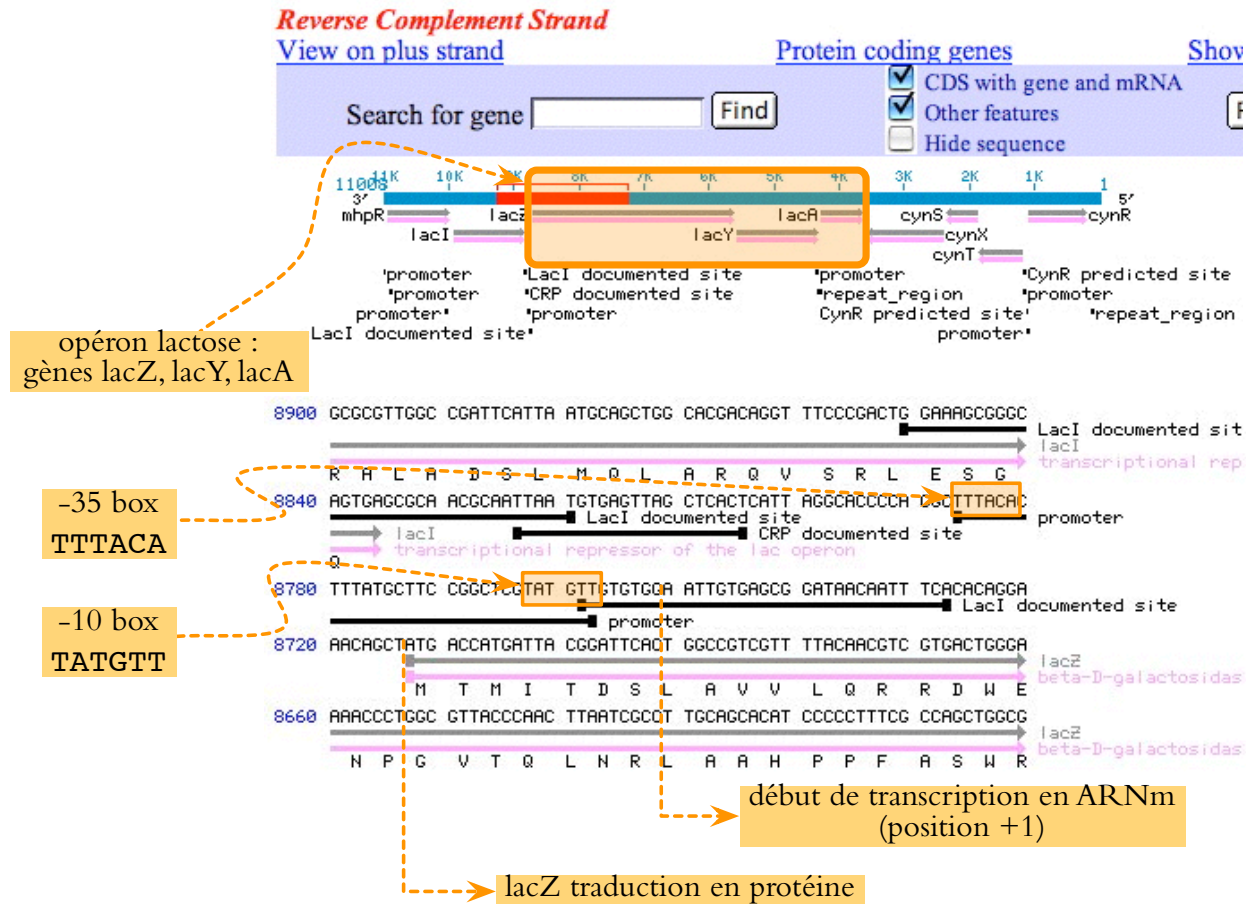 Reverse Complement Strand
View on plus strand Protein coding genes Show
CDS with gene and mRNA
Search for gene Find Other features
Hide sequence
11008 11K 10K 8K 7K 6K 5K 4K 3K 2K 1K 1
3' 5'
mhpR lacZ lacA cynS cynR
lacI lacY cynX
cynT
promoter LacI documented site promoter CynR predicted site
promoter CRP documented site repeat_region promoter
promoter promoter CynR predicted site repeat_region
LacI documented site promoter
opéron lactose :
gènes lacZ, lacY, lacA
8900 GCGCGTTGGC CGATTCATTA ATGCAGCTGG CACGACAGGT TTCCCGACTG GAAAGCGGGC
LacI documented sit
lacI
transcriptional rep
R A L A D S L M Q L A R Q V S R L E S G
8840 AGTGAGCGCA ACGCAATTAA TGTGAGTTAG CTCACTCATT AGGCACCCCA GGCTTTACAC
LacI documented site promoter
lacI CRP documented site
transcriptional repressor of the lac operon
Q
-35 box
TTTACA
8780 TTTATGCTTC CGGCTCGTAT GTTGTGTGGA ATTGTGAGCG GATAACAATT TCACACAGGA
LacI documented site
promoter
-10 box
TATGTT
8720 AACAGCTATG ACCATGATTA CGGATTCACT GGCCGTCGTT TTACAACGTC GTGACTGGGA
lacZ
beta-D-galactosidas
M T M I T D S L A V V L Q R R D W E
8660 AAACCCTGGC GTTACCCAAC TTAATCGCCT TGCAGCACAT CCCCCTTTCG CCAGCTGGCG
lacZ
beta-D-galactosidas
N P G V T Q L N R L A A H P P F A S W R
début de transcription en ARNm
(position +1)
lacZ traduction en protéine